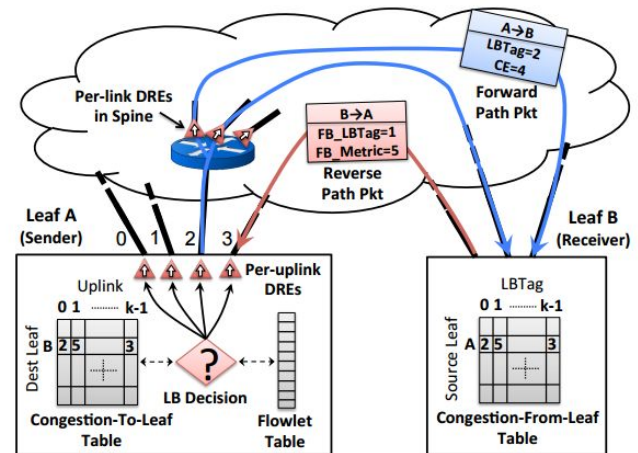 A→B
LBTag=2
CE=4
Forward
Path Pkt
Per-link DREs
in Spine
B→A
FB_LBTag=1
FB_Metric=5
Reverse
Path Pkt
Leaf A
(Sender)
0 1 2 3
Leaf B
(Receiver)
Per-uplink
DREs
Uplink
0 1 ........ k-1
Dest Leaf
B 2 5 3
?
LB Decision
Congestion-To-Leaf
Table
Flowlet
Table
LBTag
0 1 ........ k-1
Source Leaf
A 2 5 3
Congestion-From-Leaf
Table